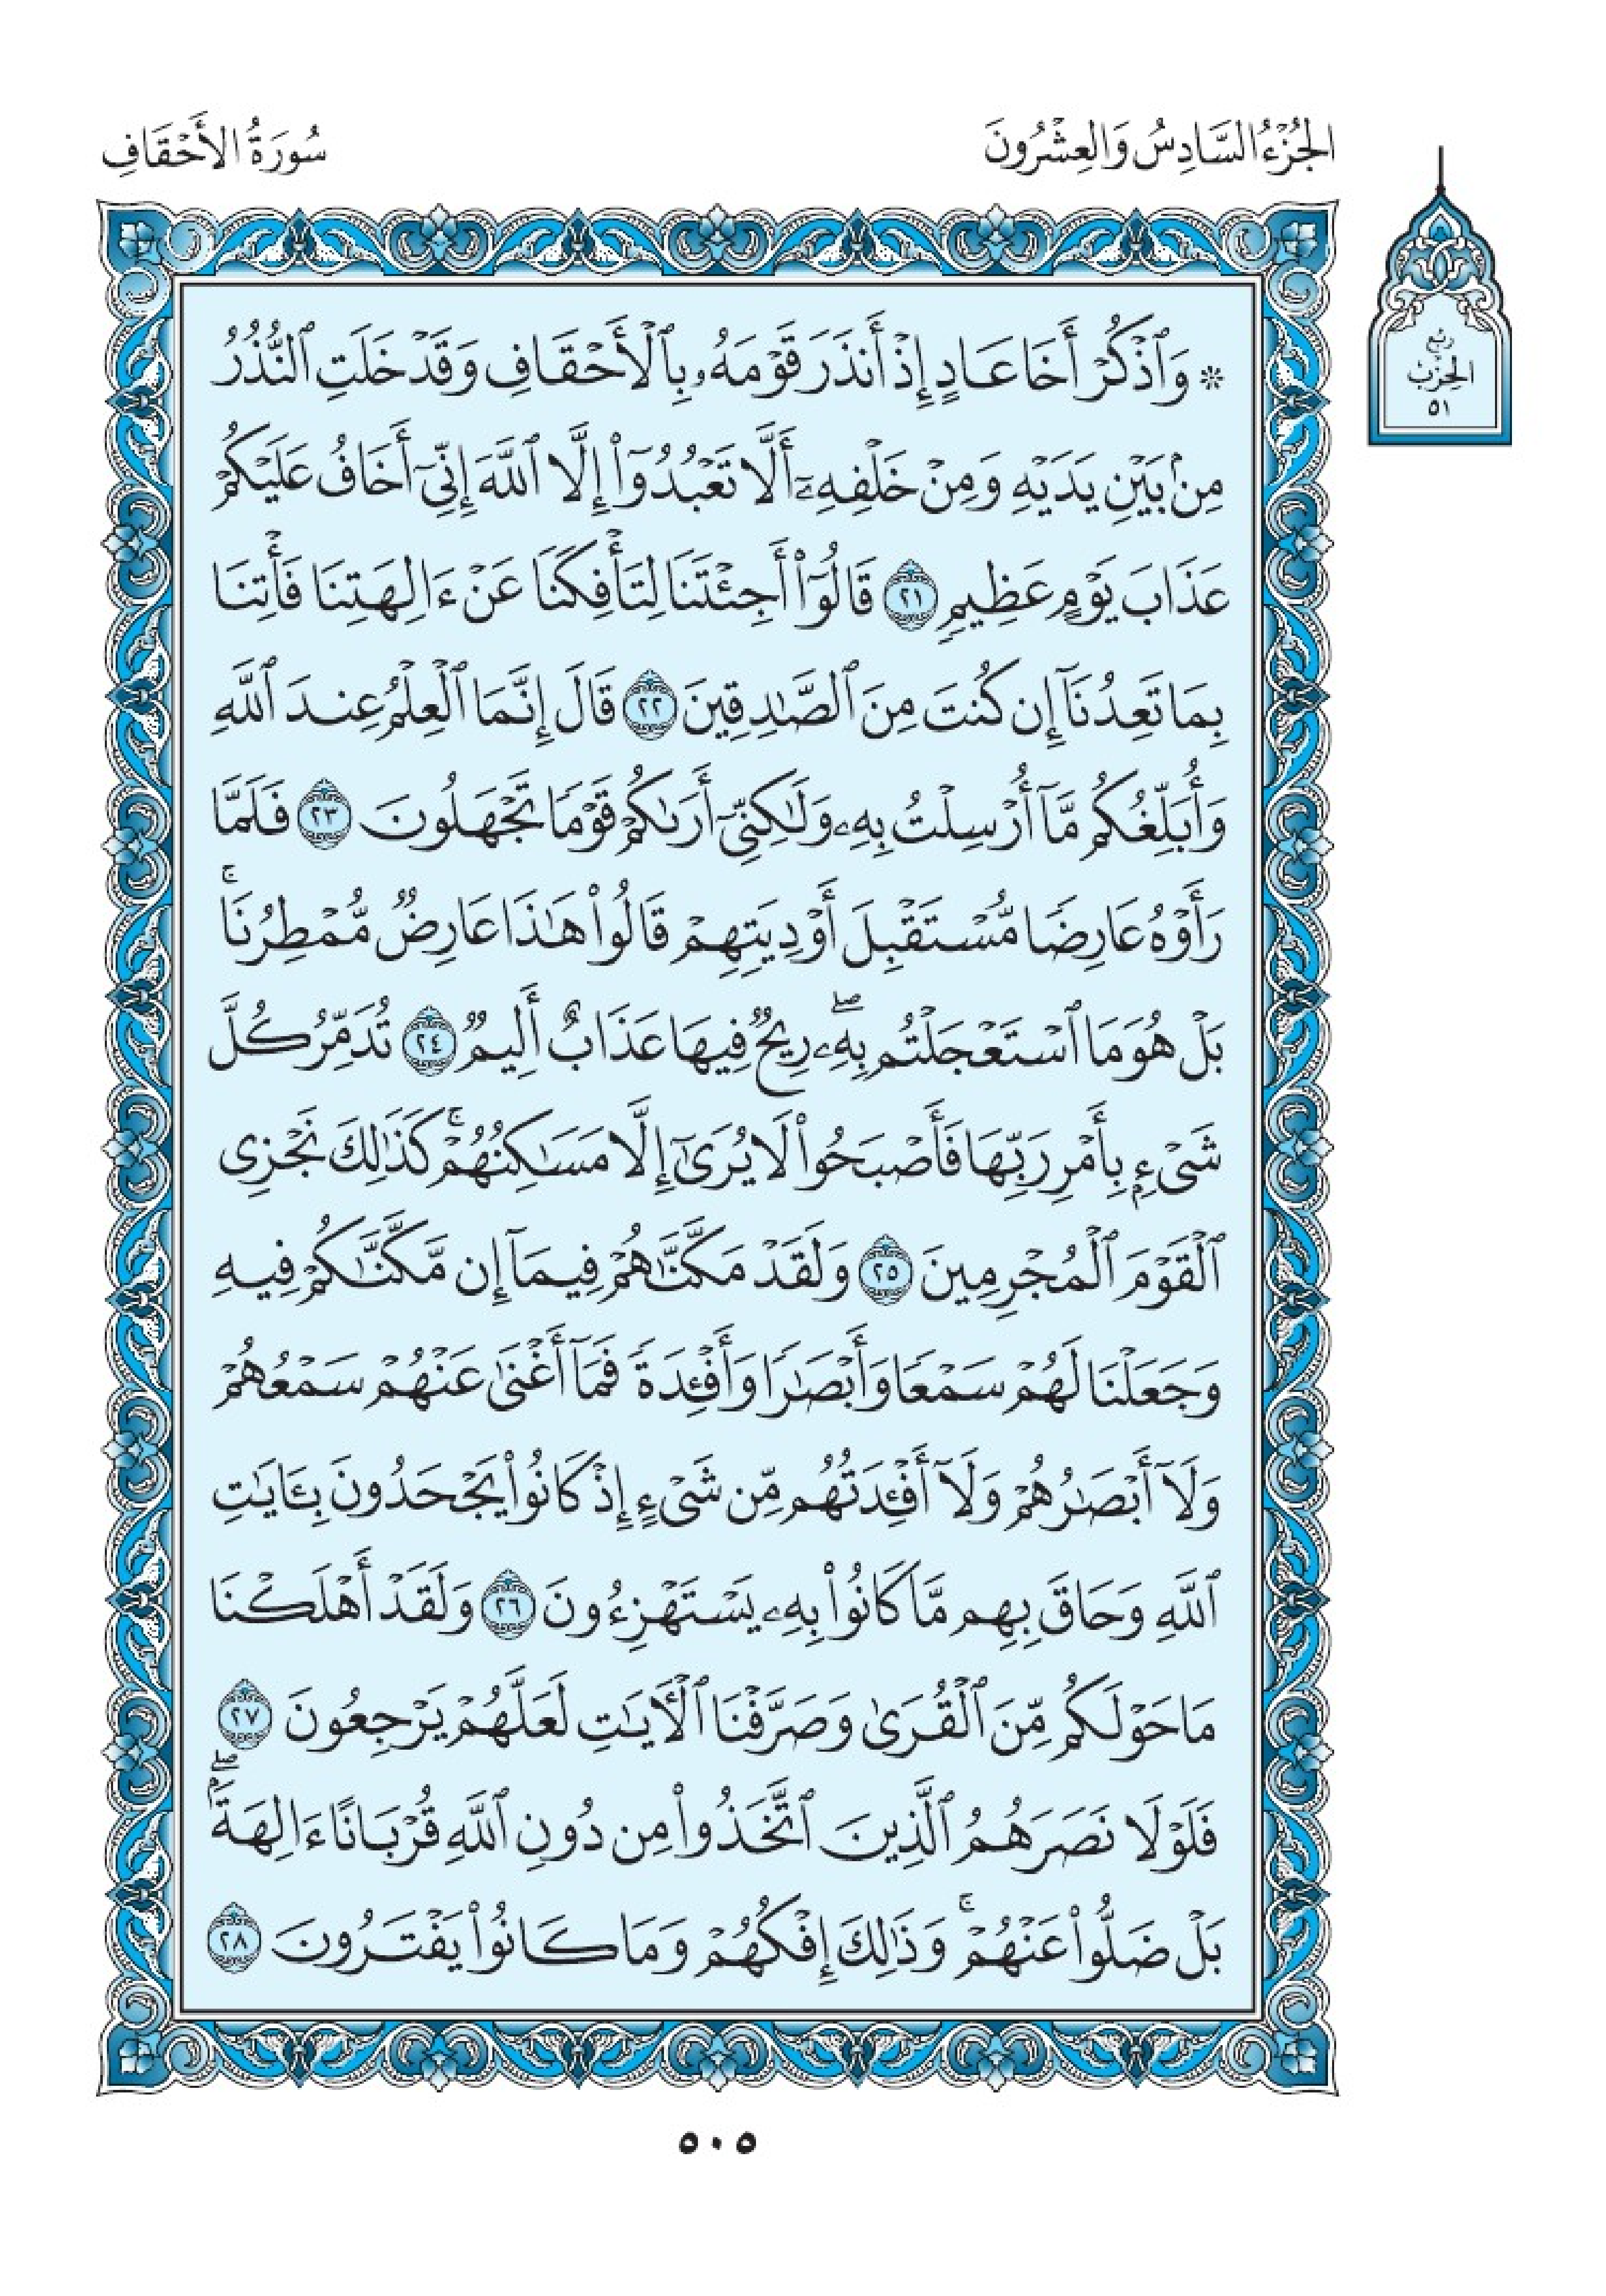 الجُزْءُ السَّادِسُ وَالعِشْرُونَ
سُورَةُ الأَحْقَافِ
ربع
الحِزْب
٥١
* وَٱذْكُرْ أَخَا عَادٍ إِذْ أَنذَرَ قَوْمَهُۥ بِٱلْأَحْقَافِ وَقَدْ خَلَتِ ٱلنُّذُرُ
مِنۢ بَيْنِ يَدَيْهِ وَمِنْ خَلْفِهِۦٓ أَلَّا تَعْبُدُوٓا۟ إِلَّا ٱللَّهَ إِنِّىٓ أَخَافُ عَلَيْكُمْ
عَذَابَ يَوْمٍ عَظِيمٍ ٢١ قَالُوٓا۟ أَجِئْتَنَا لِتَأْفِكَنَا عَنْ ءَالِهَتِنَا فَأْتِنَا
بِمَا تَعِدُنَآ إِن كُنتَ مِنَ ٱلصَّٰدِقِينَ ٢٢ قَالَ إِنَّمَا ٱلْعِلْمُ عِندَ ٱللَّهِ
وَأُبَلِّغُكُم مَّآ أُرْسِلْتُ بِهِۦ وَلَٰكِنِّىٓ أَرَىٰكُمْ قَوْمًا تَجْهَلُونَ ٢٣ فَلَمَّا
رَأَوْهُ عَارِضًا مُّسْتَقْبِلَ أَوْدِيَتِهِمْ قَالُوا۟ هَٰذَا عَارِضٌ مُّمْطِرُنَا ۚ
بَلْ هُوَ مَا ٱسْتَعْجَلْتُم بِهِۦ ۖ رِيحٌ فِيهَا عَذَابٌ أَلِيمٌ ٢٤ تُدَمِّرُ كُلَّ
شَىْءٍۭ بِأَمْرِ رَبِّهَا فَأَصْبَحُوا۟ لَا يُرَىٰٓ إِلَّا مَسَٰكِنُهُمْ ۚ كَذَٰلِكَ نَجْزِى
ٱلْقَوْمَ ٱلْمُجْرِمِينَ ٢٥ وَلَقَدْ مَكَّنَّٰهُمْ فِيمَآ إِن مَّكَّنَّٰكُمْ فِيهِ
وَجَعَلْنَا لَهُمْ سَمْعًا وَأَبْصَٰرًا وَأَفْـِٔدَةً فَمَآ أَغْنَىٰ عَنْهُمْ سَمْعُهُمْ
وَلَآ أَبْصَٰرُهُمْ وَلَآ أَفْـِٔدَتُهُم مِّن شَىْءٍ إِذْ كَانُوا۟ يَجْحَدُونَ بِـَٔايَٰتِ
ٱللَّهِ وَحَاقَ بِهِم مَّا كَانُوا۟ بِهِۦ يَسْتَهْزِءُونَ ٢٦ وَلَقَدْ أَهْلَكْنَا
مَا حَوْلَكُم مِّنَ ٱلْقُرَىٰ وَصَرَّفْنَا ٱلْءَايَٰتِ لَعَلَّهُمْ يَرْجِعُونَ ٢٧
فَلَوْلَا نَصَرَهُمُ ٱلَّذِينَ ٱتَّخَذُوا۟ مِن دُونِ ٱللَّهِ قُرْبَانًا ءَالِهَةًۢ ۖ
بَلْ ضَلُّوا۟ عَنْهُمْ ۚ وَذَٰلِكَ إِفْكُهُمْ وَمَا كَانُوا۟ يَفْتَرُونَ ٢٨
٥٠٥